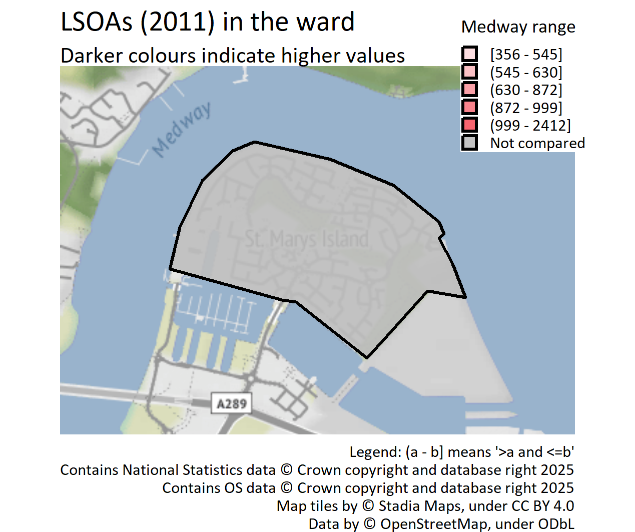 LSOAs (2011) in the ward
Darker colours indicate higher values
Medway range
[356 - 545]
(545 - 630]
(630 - 872]
(872 - 999]
(999 - 2412]
Not compared
Medway
St. Marys Island
A289
Legend: (a - b] means '>a and <=b'
Contains National Statistics data © Crown copyright and database right 2025
Contains OS data © Crown copyright and database right 2025
Map tiles by © Stadia Maps, under CC BY 4.0
Data by © OpenStreetMap, under ODbL